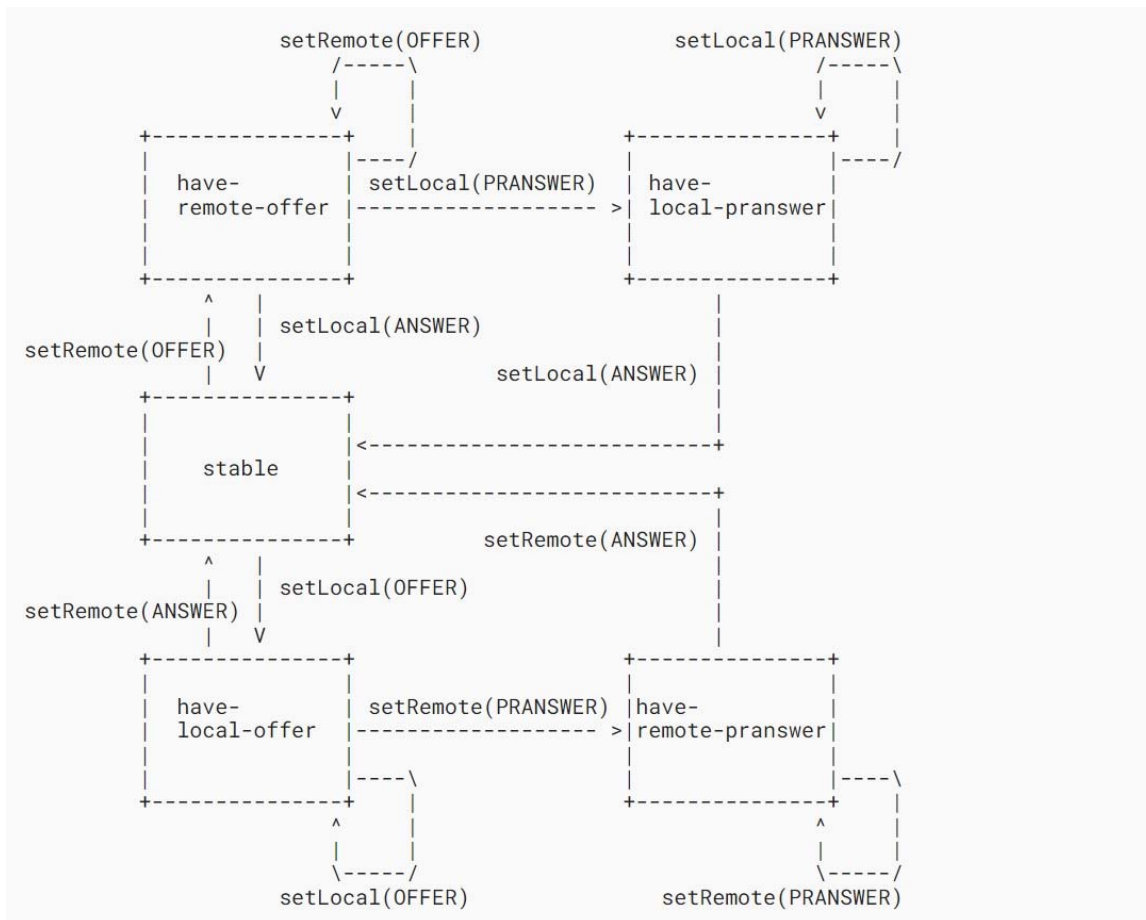 setRemote(OFFER)
setLocal(PRANSWER)
have-
remote-offer
setLocal(PRANSWER)
have-
local-pranswer
setLocal(ANSWER)
setRemote(OFFER)
setLocal(ANSWER)
stable
setRemote(ANSWER)
setLocal(OFFER)
setRemote(ANSWER)
have-
local-offer
setRemote(PRANSWER)
have-
remote-pranswer
setLocal(OFFER)
setRemote(PRANSWER)